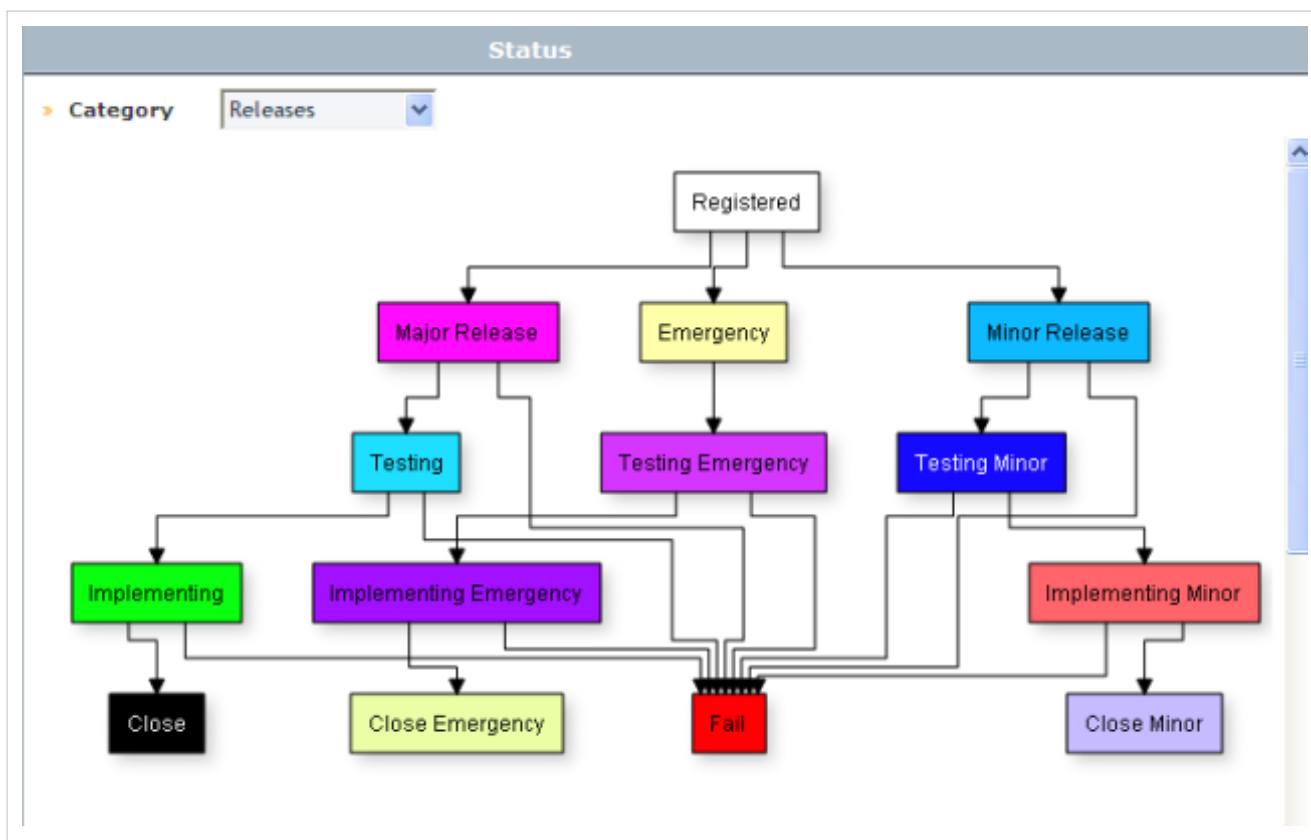 Status
Category Releases
Registered
Major Release Emergency Minor Release
Testing Testing Emergency Testing Minor
Implementing Implementing Emergency Implementing Minor
Close Close Emergency Fail Close Minor